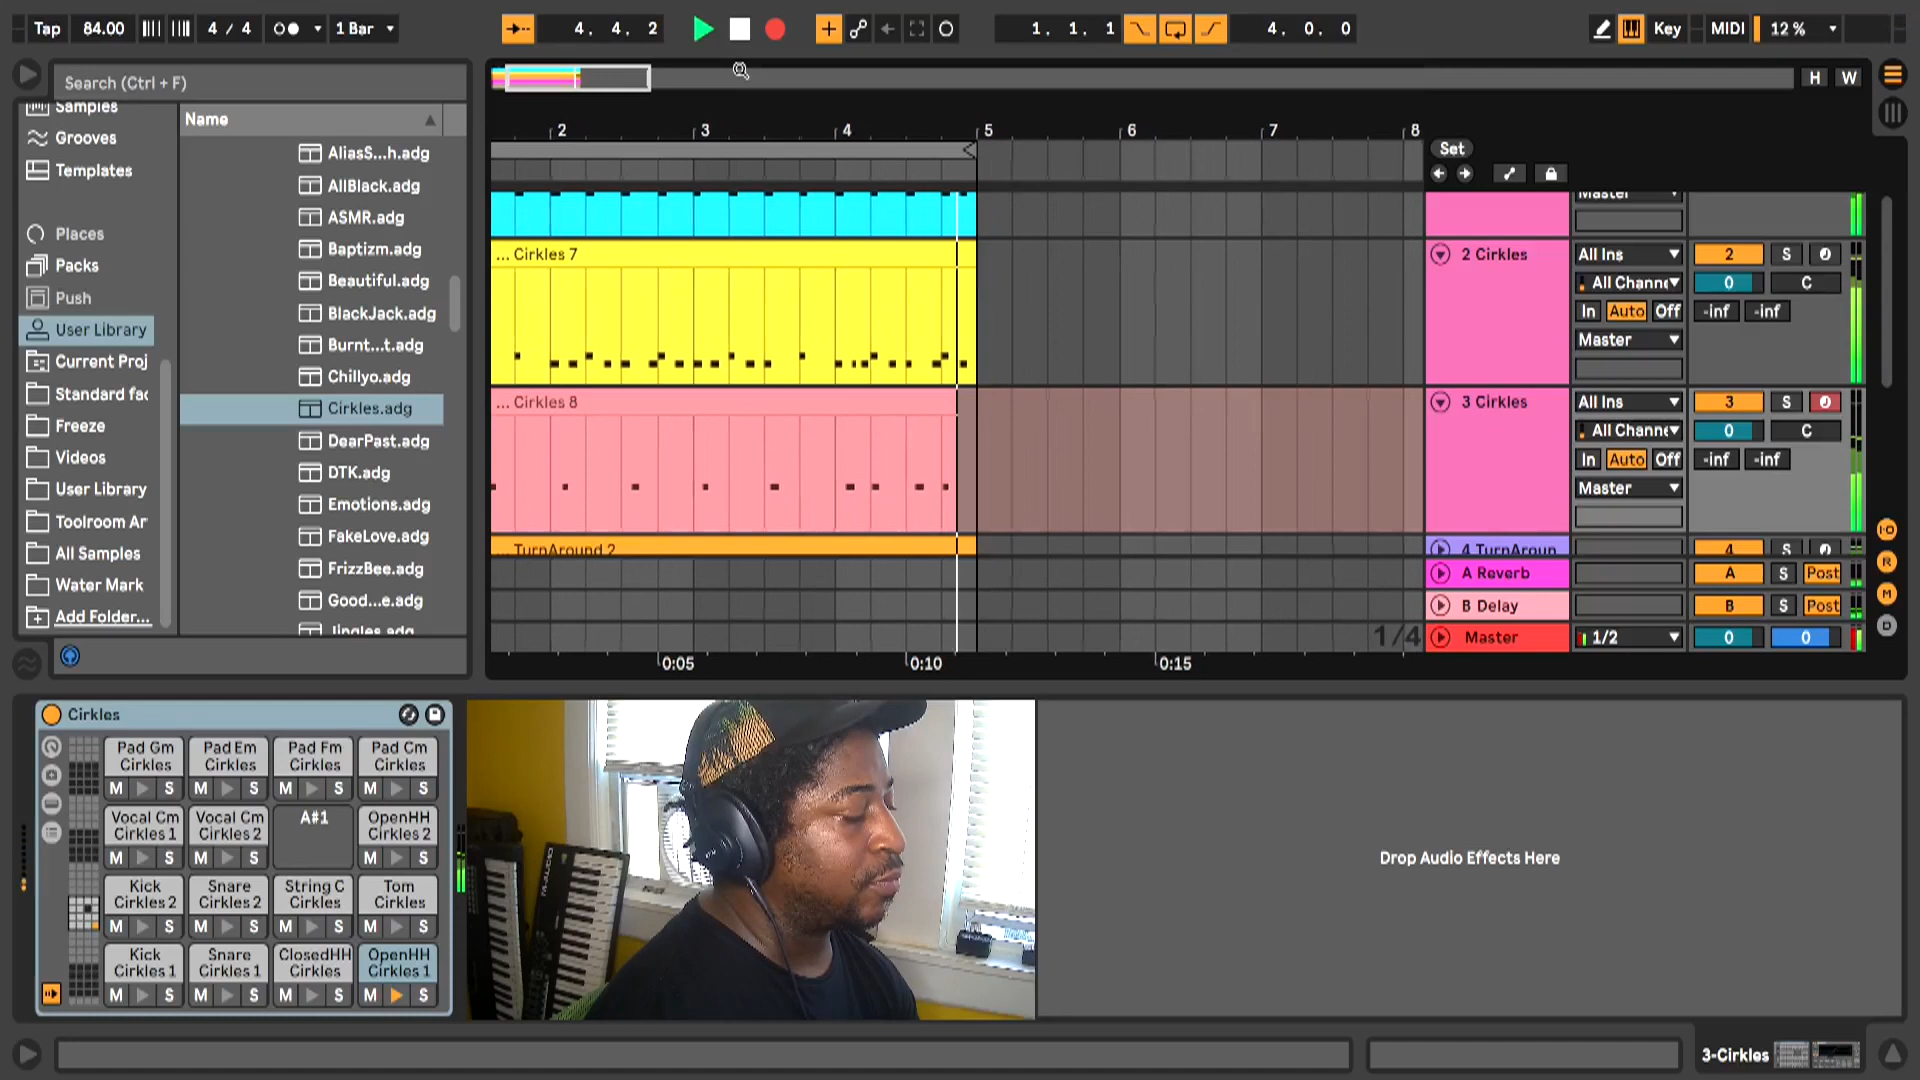 Tap 84.00 4 / 4 1 Bar 4. 4. 2 1. 1. 1 4. 0. 0 Key MIDI 12 %
Search (Ctrl + F)
H W
Samples
Grooves
Templates
Places
Packs
Push
User Library
Current Proj
Standard fac
Freeze
Videos
User Library
Toolroom Ar
All Samples
Water Mark
Add Folder...
Name
AliasS...h.adg
AllBlack.adg
ASMR.adg
Baptizm.adg
Beautiful.adg
BlackJack.adg
Burnt...t.adg
Chillyo.adg
Cirkles.adg
DearPast.adg
DTK.adg
Emotions.adg
FakeLove.adg
FrizzBee.adg
Good...e.adg
Jingles.adg
2 3 4 5 6 7 8
Set
Master
... Cirkles 7
2 Cirkles All Ins 2 S
All Channe 0 C
In Auto Off -inf -inf
Master
... Cirkles 8
3 Cirkles All Ins 3 S
All Channe 0 C
In Auto Off -inf -inf
Master
... TurnAround 2
4 TurnAroun 4 S
A Reverb A S Post
B Delay B S Post
1/4 Master 1/2 0 0
0:05 0:10 0:15
I·O
R
M
D
Cirkles
Pad Gm Cirkles
Pad Em Cirkles
Pad Fm Cirkles
Pad Cm Cirkles
M S M S M S M S
Vocal Cm Cirkles 1
Vocal Cm Cirkles 2
A#1
OpenHH Cirkles 2
M S M S M S
Kick Cirkles 2
Snare Cirkles 2
String C Cirkles
Tom Cirkles
M S M S M S M S
Kick Cirkles 1
Snare Cirkles 1
ClosedHH Cirkles
OpenHH Cirkles 1
M S M S M S M S
M-AUDIO
Drop Audio Effects Here
3-Cirkles